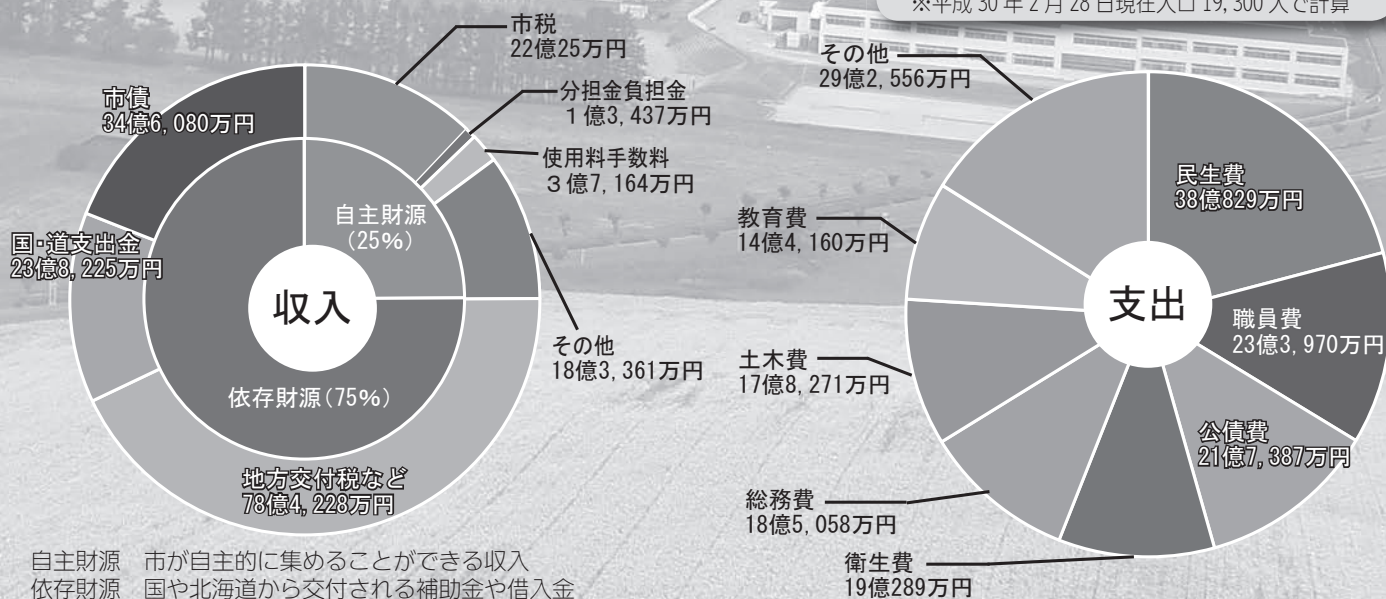 ※平成30年2月28日現在人口19,300人で計算
市税
22億25万円
分担金負担金
1億3,437万円
使用料手数料
3億7,164万円
その他
18億3,361万円
市債
34億6,080万円
国・道支出金
23億8,225万円
地方交付税など
78億4,228万円
自主財源
(25%)
依存財源(75%)
収入
自主財源 市が自主的に集めることができる収入
依存財源 国や北海道から交付される補助金や借入金
その他
29億2,556万円
民生費
38億829万円
教育費
14億4,160万円
職員費
23億3,970万円
支出
土木費
17億8,271万円
公債費
21億7,387万円
総務費
18億5,058万円
衛生費
19億289万円